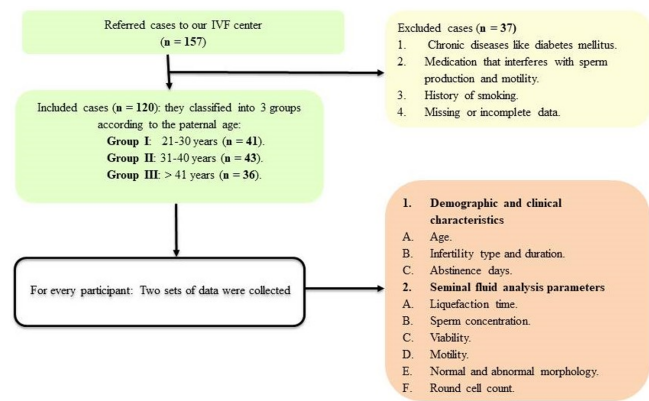 Referred cases to our IVF center
(n = 157)
Excluded cases (n = 37)
1. Chronic diseases like diabetes mellitus.
2. Medication that interferes with sperm
production and motility.
3. History of smoking.
4. Missing or incomplete data.
Included cases (n = 120): they classified into 3 groups
according to the paternal age:
Group I: 21-30 years (n = 41).
Group II: 31-40 years (n = 43).
Group III: > 41 years (n = 36).
For every participant: Two sets of data were collected
1. Demographic and clinical
characteristics
A. Age.
B. Infertility type and duration.
C. Abstinence days.
2. Seminal fluid analysis parameters
A. Liquefaction time.
B. Sperm concentration.
C. Viability.
D. Motility.
E. Normal and abnormal morphology.
F. Round cell count.